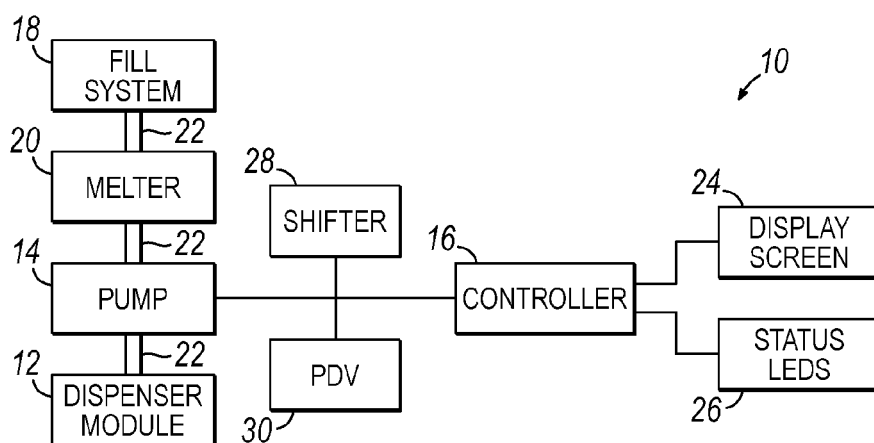 18
FILL
SYSTEM
10
22
20
MELTER
28
SHIFTER
24
DISPLAY
SCREEN
22
14
PUMP
16
CONTROLLER
22
12
DISPENSER
MODULE
PDV
30
STATUS
LEDS
26